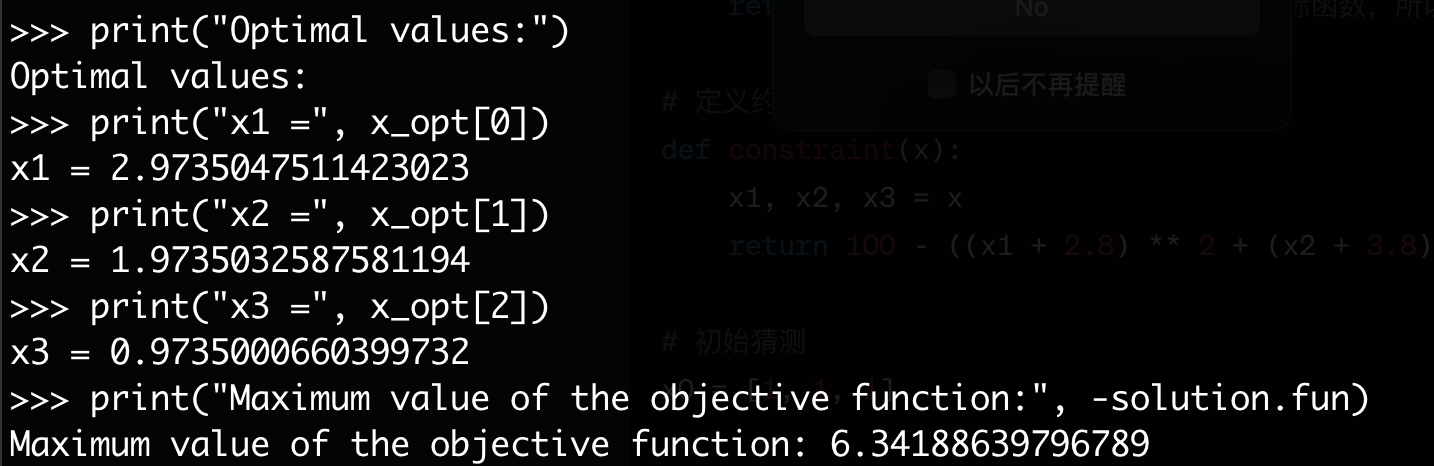 >>> print("Optimal values:")
Optimal values:
>>> print("x1 =", x_opt[0])
x1 = 2.9735047511423023
>>> print("x2 =", x_opt[1])
x2 = 1.9735032587581194
>>> print("x3 =", x_opt[2])
x3 = 0.9735000660399732
>>> print("Maximum value of the objective function:", -solution.fun)
Maximum value of the objective function: 6.34188639796789
No
以后不再提醒
# 定义约
def constraint(x):
x1, x2, x3 = x
return 100 - ((x1 + 2.8) ** 2 + (x2 + 3.8)
# 初始猜测